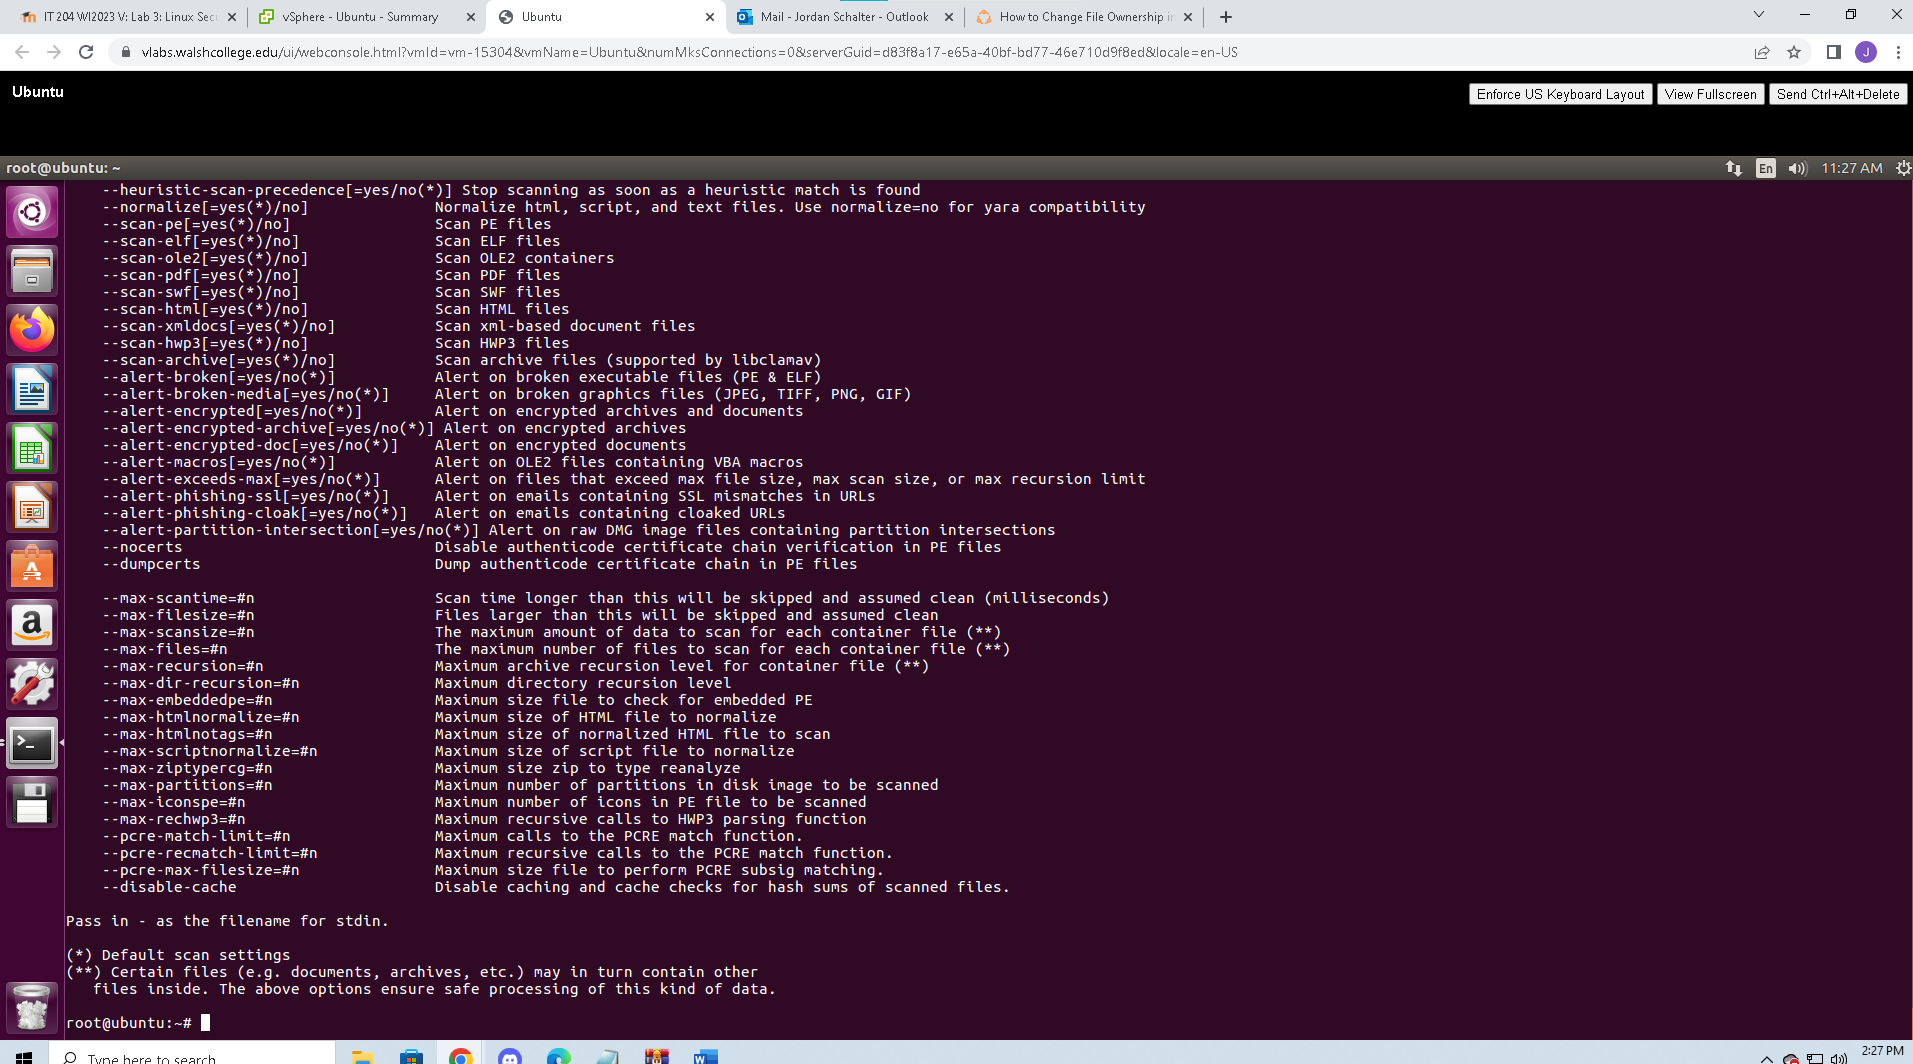 IT 204 WI2023 V: Lab 3: Linux Secu
vSphere - Ubuntu - Summary
Ubuntu
Mail - Jordan Schalter - Outlook
How to Change File Ownership in
vlabs.walshcollege.edu/ui/webconsole.html?vmId=vm-15304&vmName=Ubuntu&numMksConnections=0&serverGuid=d83f8a17-e65a-40bf-bd77-46e710d9f8ed&locale=en-US
J
Ubuntu
Enforce US Keyboard Layout
View Fullscreen
Send Ctrl+Alt+Delete
root@ubuntu: ~
En
11:27 AM
--heuristic-scan-precedence[=yes/no(*)] Stop scanning as soon as a heuristic match is found
--normalize[=yes(*)/no] Normalize html, script, and text files. Use normalize=no for yara compatibility
--scan-pe[=yes(*)/no] Scan PE files
--scan-elf[=yes(*)/no] Scan ELF files
--scan-ole2[=yes(*)/no] Scan OLE2 containers
--scan-pdf[=yes(*)/no] Scan PDF files
--scan-swf[=yes(*)/no] Scan SWF files
--scan-html[=yes(*)/no] Scan HTML files
--scan-xmldocs[=yes(*)/no] Scan xml-based document files
--scan-hwp3[=yes(*)/no] Scan HWP3 files
--scan-archive[=yes(*)/no] Scan archive files (supported by libclamav)
--alert-broken[=yes/no(*)] Alert on broken executable files (PE & ELF)
--alert-broken-media[=yes/no(*)] Alert on broken graphics files (JPEG, TIFF, PNG, GIF)
--alert-encrypted[=yes/no(*)] Alert on encrypted archives and documents
--alert-encrypted-archive[=yes/no(*)] Alert on encrypted archives
--alert-encrypted-doc[=yes/no(*)] Alert on encrypted documents
--alert-macros[=yes/no(*)] Alert on OLE2 files containing VBA macros
--alert-exceeds-max[=yes/no(*)] Alert on files that exceed max file size, max scan size, or max recursion limit
--alert-phishing-ssl[=yes/no(*)] Alert on emails containing SSL mismatches in URLs
--alert-phishing-cloak[=yes/no(*)] Alert on emails containing cloaked URLs
--alert-partition-intersection[=yes/no(*)] Alert on raw DMG image files containing partition intersections
--nocerts Disable authenticode certificate chain verification in PE files
--dumpcerts Dump authenticode certificate chain in PE files
--max-scantime=#n Scan time longer than this will be skipped and assumed clean (milliseconds)
--max-filesize=#n Files larger than this will be skipped and assumed clean
--max-scansize=#n The maximum amount of data to scan for each container file (**)
--max-files=#n The maximum number of files to scan for each container file (**)
--max-recursion=#n Maximum archive recursion level for container file (**)
--max-dir-recursion=#n Maximum directory recursion level
--max-embeddedpe=#n Maximum size file to check for embedded PE
--max-htmlnormalize=#n Maximum size of HTML file to normalize
--max-htmlnotags=#n Maximum size of normalized HTML file to scan
--max-scriptnormalize=#n Maximum size of script file to normalize
--max-ziptypercg=#n Maximum size zip to type reanalyze
--max-partitions=#n Maximum number of partitions in disk image to be scanned
--max-iconspe=#n Maximum number of icons in PE file to be scanned
--max-rechwp3=#n Maximum recursive calls to HWP3 parsing function
--pcre-match-limit=#n Maximum calls to the PCRE match function.
--pcre-recmatch-limit=#n Maximum recursive calls to the PCRE match function.
--pcre-max-filesize=#n Maximum size file to perform PCRE subsig matching.
--disable-cache Disable caching and cache checks for hash sums of scanned files.
Pass in - as the filename for stdin.
(*) Default scan settings
(**) Certain files (e.g. documents, archives, etc.) may in turn contain other
files inside. The above options ensure safe processing of this kind of data.
root@ubuntu:~#
Type here to search
2:27 PM